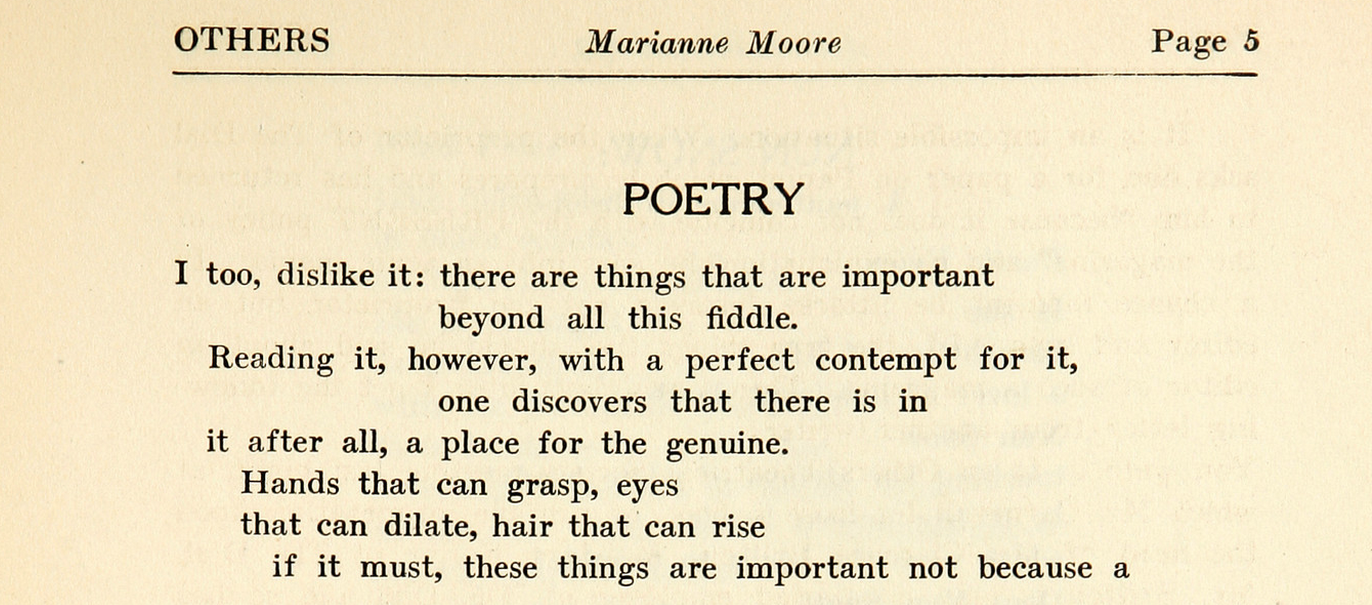 OTHERS Marianne Moore Page 5
POETRY
I too, dislike it: there are things that are important
beyond all this fiddle.
Reading it, however, with a perfect contempt for it,
one discovers that there is in
it after all, a place for the genuine.
Hands that can grasp, eyes
that can dilate, hair that can rise
if it must, these things are important not because a